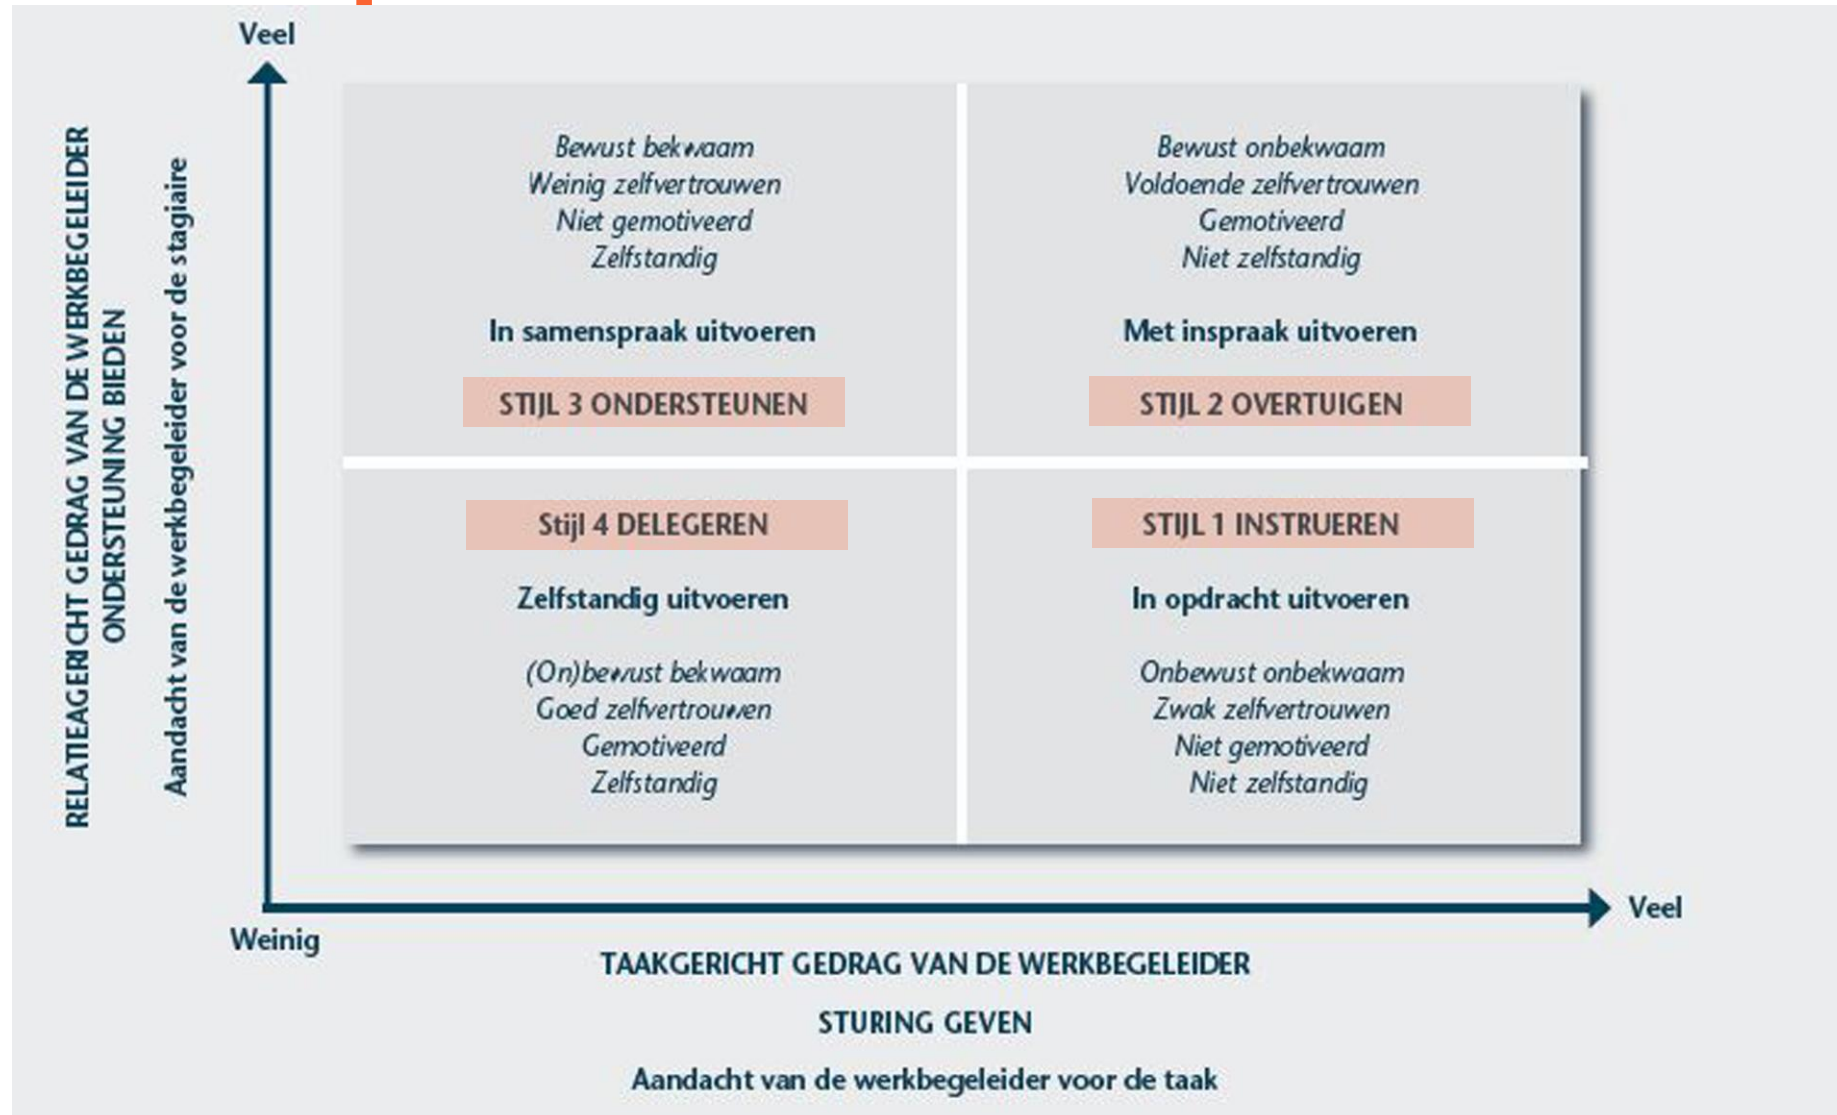 Veel
RELATIEAGERICHT GEDRAG VAN DE WERKBEGELEIDER
ONDERSTEUNING BIEDEN
Aandacht van de werkbegeleider voor de stagiaire
Bewust bekwaam
Weinig zelfvertrouwen
Niet gemotiveerd
Zelfstandig
In samenspraak uitvoeren
STIJL 3 ONDERSTEUNEN
Bewust onbekwaam
Voldoende zelfvertrouwen
Gemotiveerd
Niet zelfstandig
Met inspraak uitvoeren
STIJL 2 OVERTUIGEN
Stijl 4 DELEGEREN
Zelfstandig uitvoeren
(On)bewust bekwaam
Goed zelfvertrouwen
Gemotiveerd
Zelfstandig
STIJL 1 INSTRUEREN
In opdracht uitvoeren
Onbewust onbekwaam
Zwak zelfvertrouwen
Niet gemotiveerd
Niet zelfstandig
Weinig
Veel
TAAKGERICHT GEDRAG VAN DE WERKBEGELEIDER
STURING GEVEN
Aandacht van de werkbegeleider voor de taak